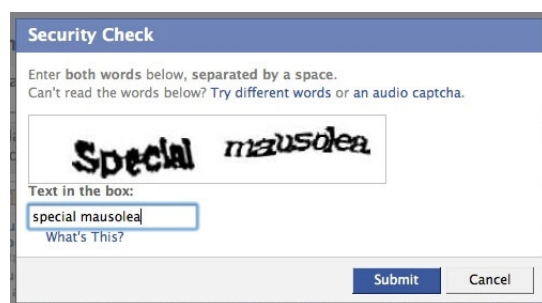 Security Check
Enter both words below, separated by a space.
Can't read the words below? Try different words or an audio captcha.
Special mausolea
Text in the box:
special mausolea
What's This?
Submit Cancel